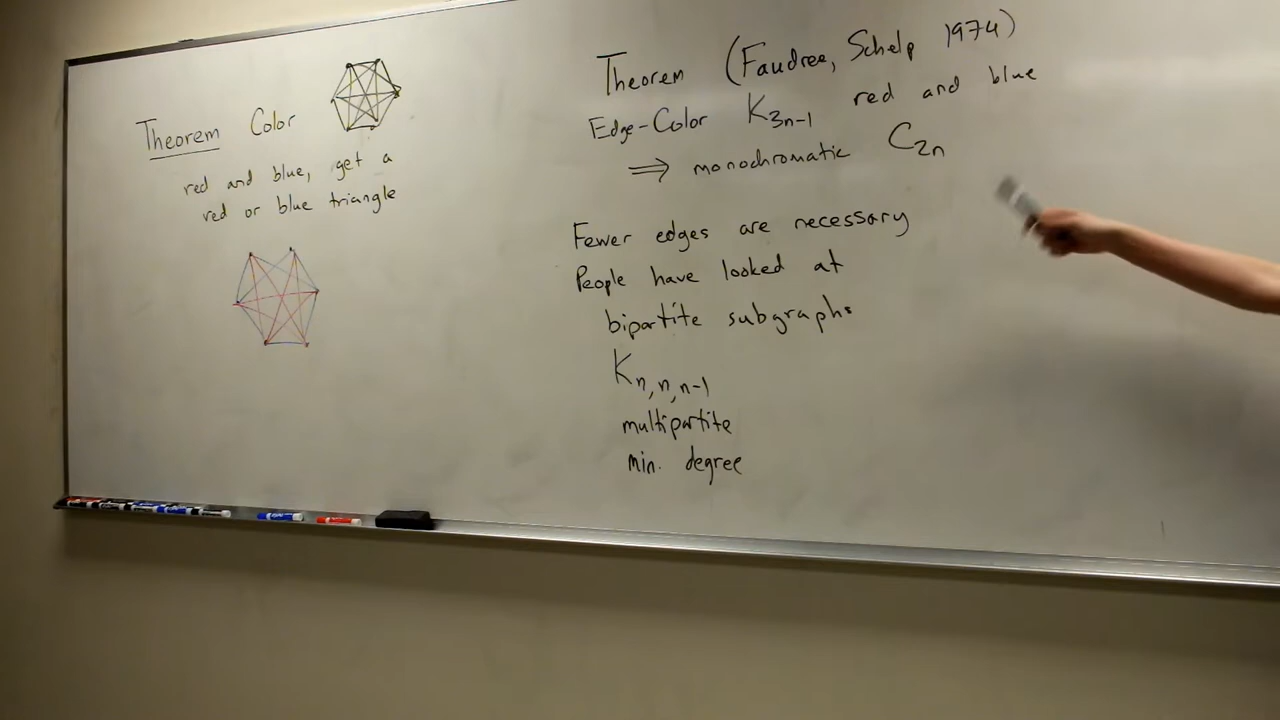 Theorem Color
red and blue, get a
red or blue triangle
Theorem (Faudree, Schelp 1974)
Edge-Color K₃ₙ₋₁ red and blue
⇒ monochromatic C₂ₙ
Fewer edges are necessary
People have looked at
bipartite subgraphs
Kₙ,ₙ,ₙ₋₁
multipartite
min. degree